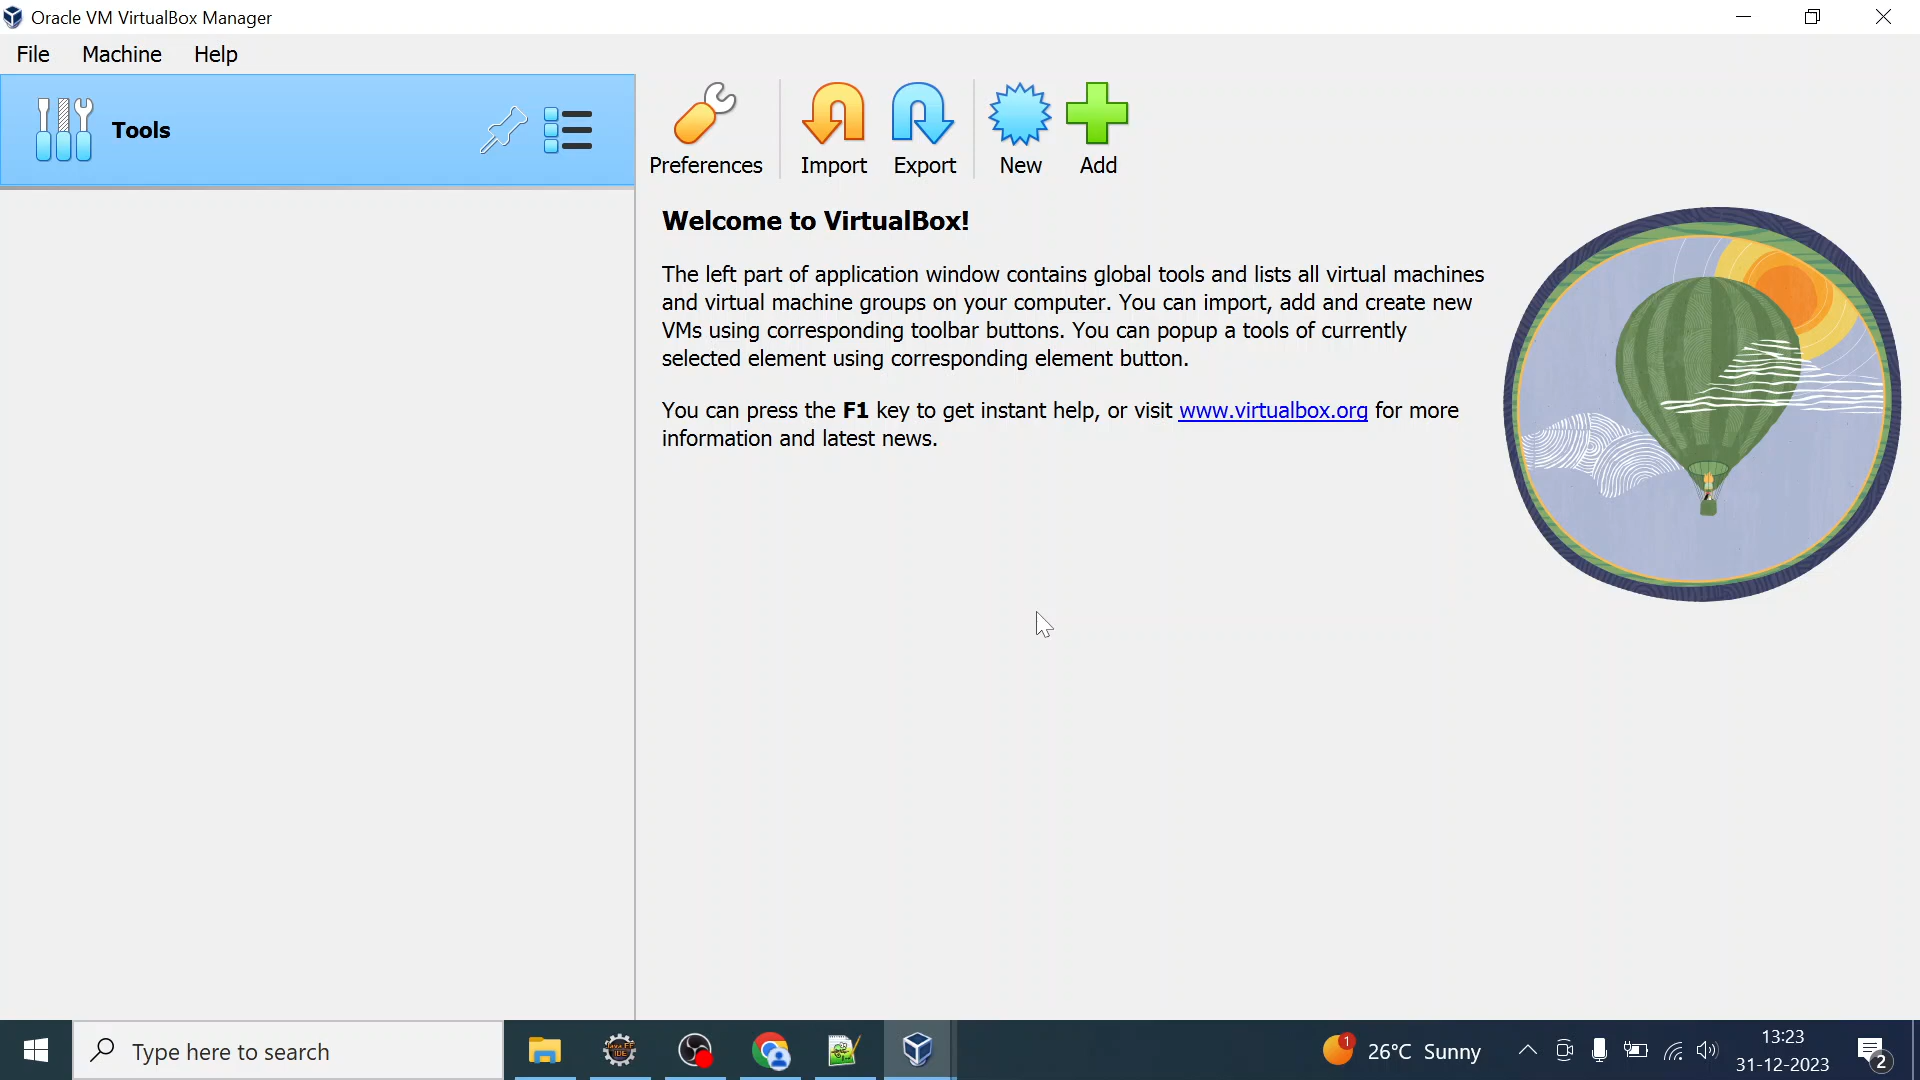 Oracle VM VirtualBox Manager
File Machine Help
Tools
Preferences Import Export New Add
Welcome to VirtualBox!
The left part of application window contains global tools and lists all virtual machines
and virtual machine groups on your computer. You can import, add and create new
VMs using corresponding toolbar buttons. You can popup a tools of currently
selected element using corresponding element button.
You can press the F1 key to get instant help, or visit www.virtualbox.org for more
information and latest news.
Type here to search
Java EE
IDE
1
26°C Sunny
13:23
31-12-2023
2